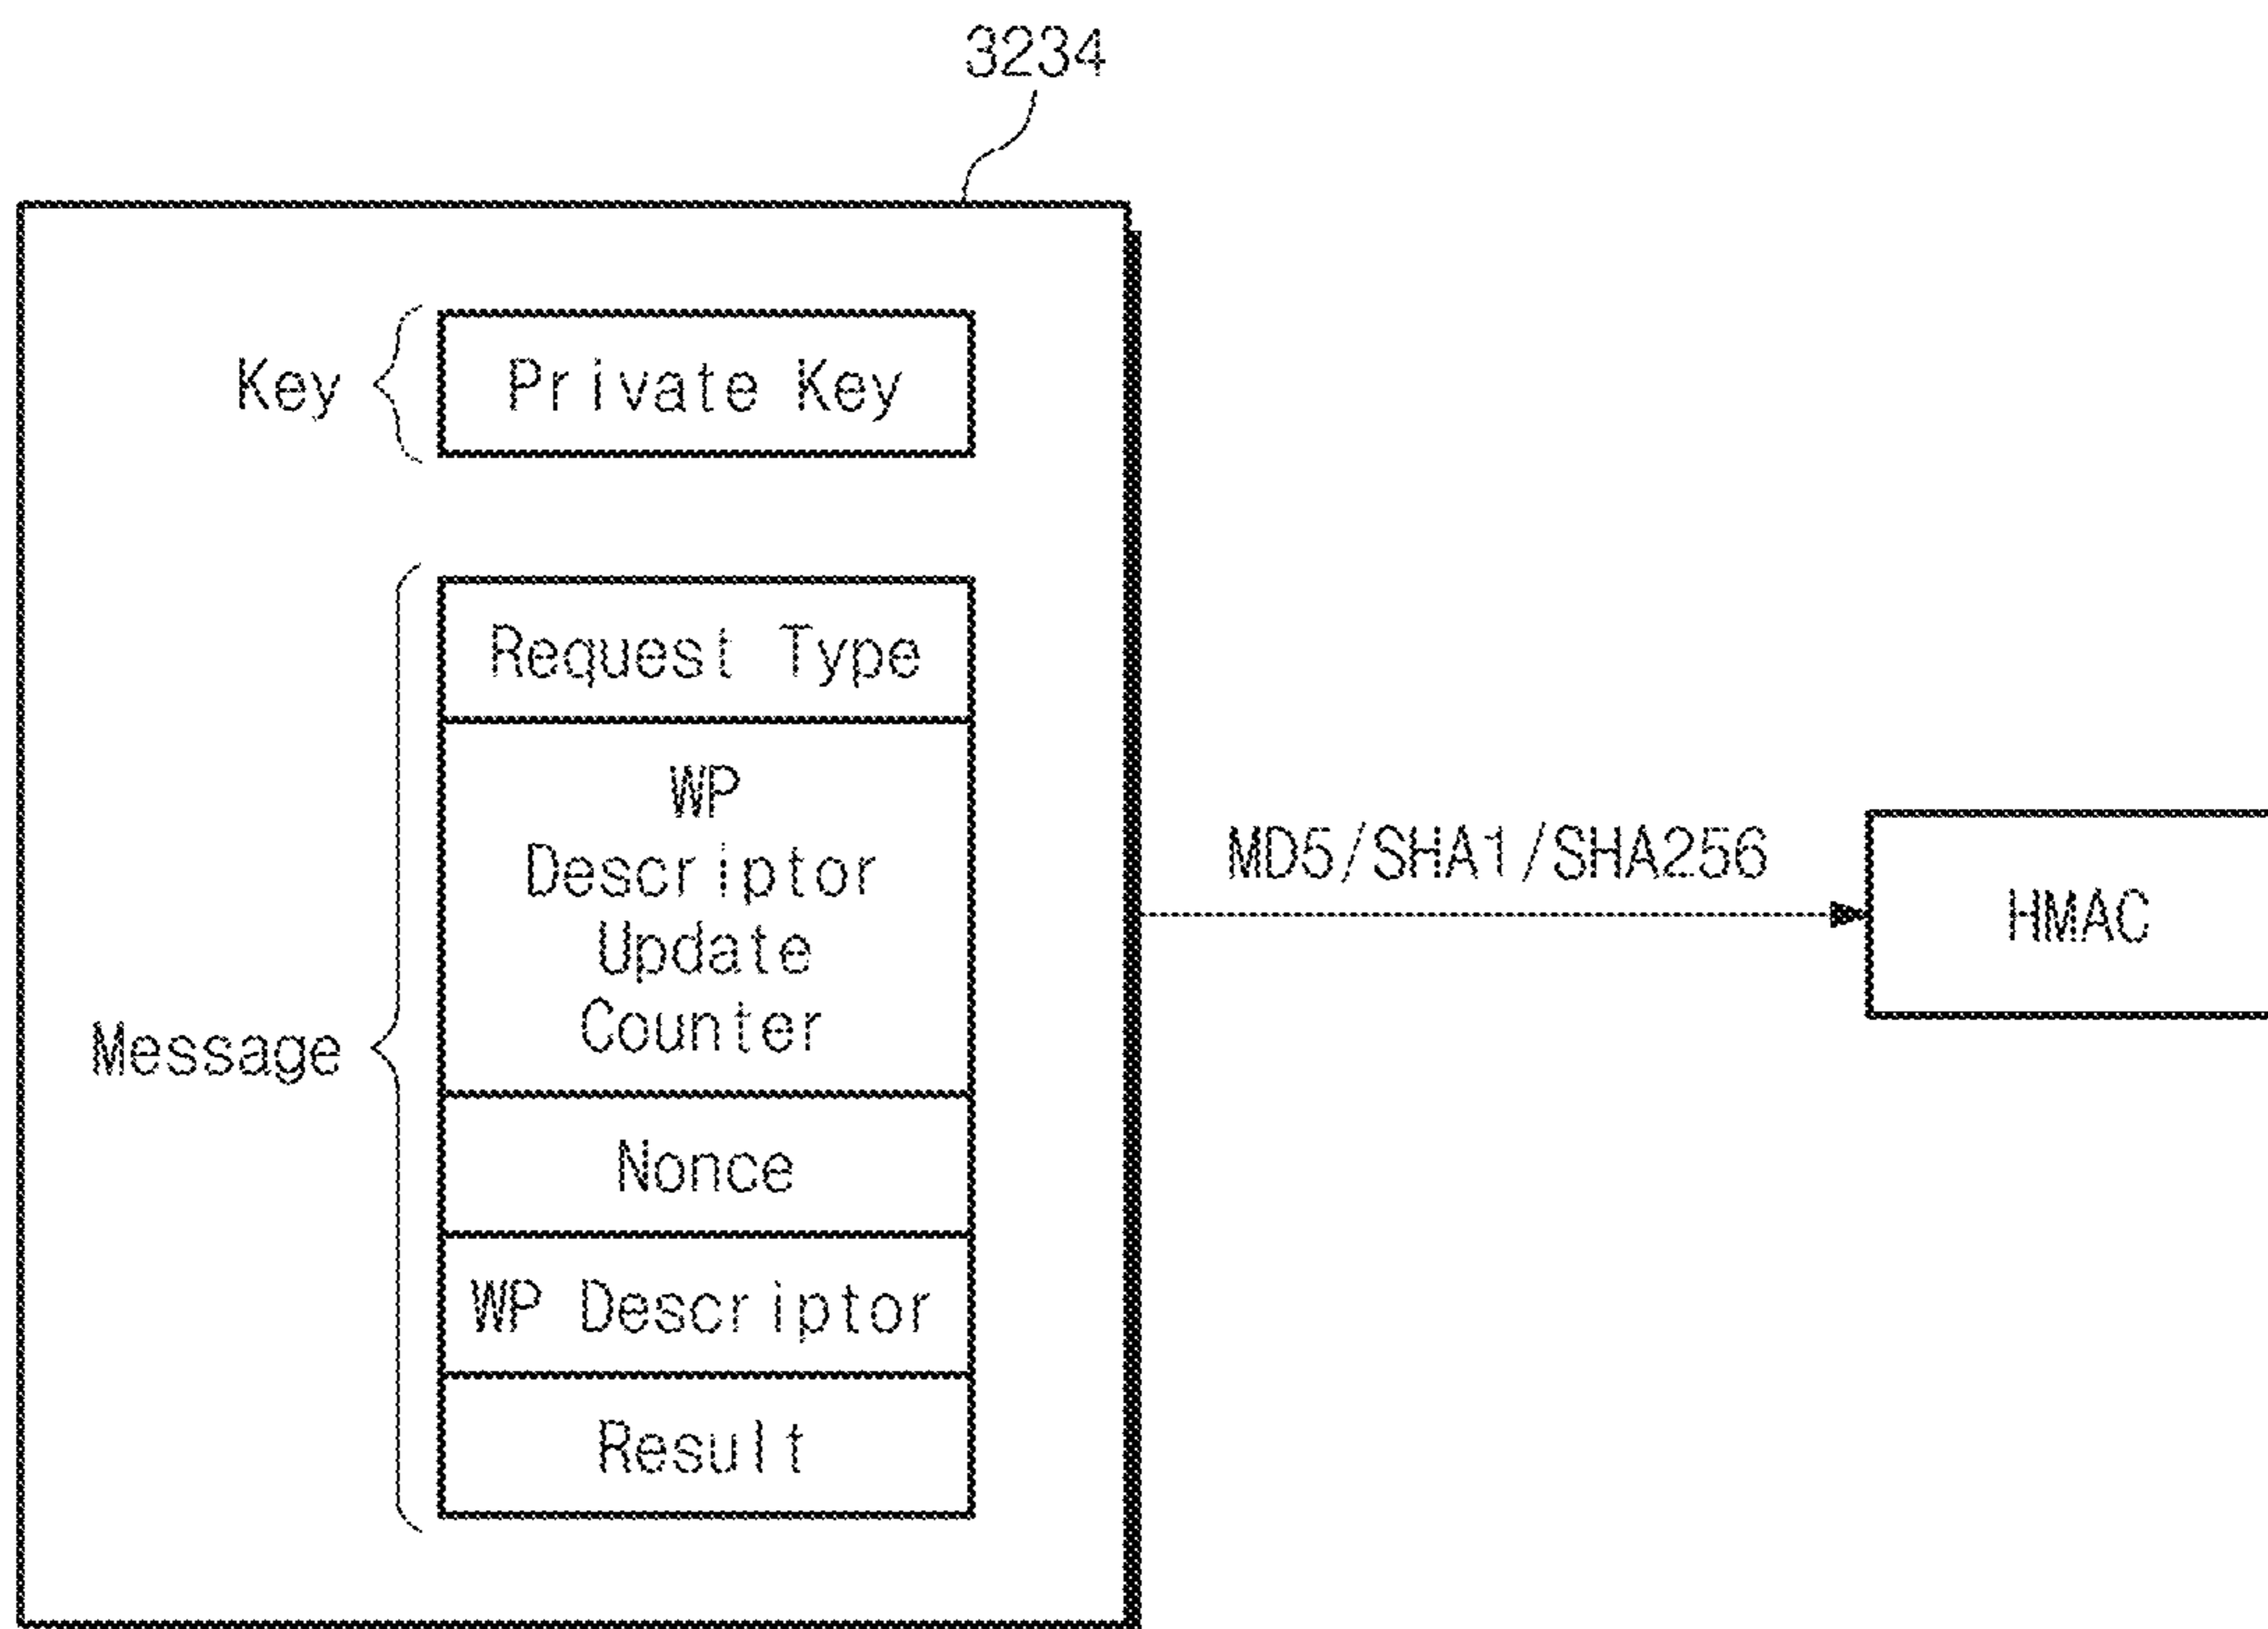 3234
Key
Private Key
Message
Request Type
WP
Descriptor
Update
Counter
Nonce
WP Descriptor
Result
MD5/SHA1/SHA256
HMAC